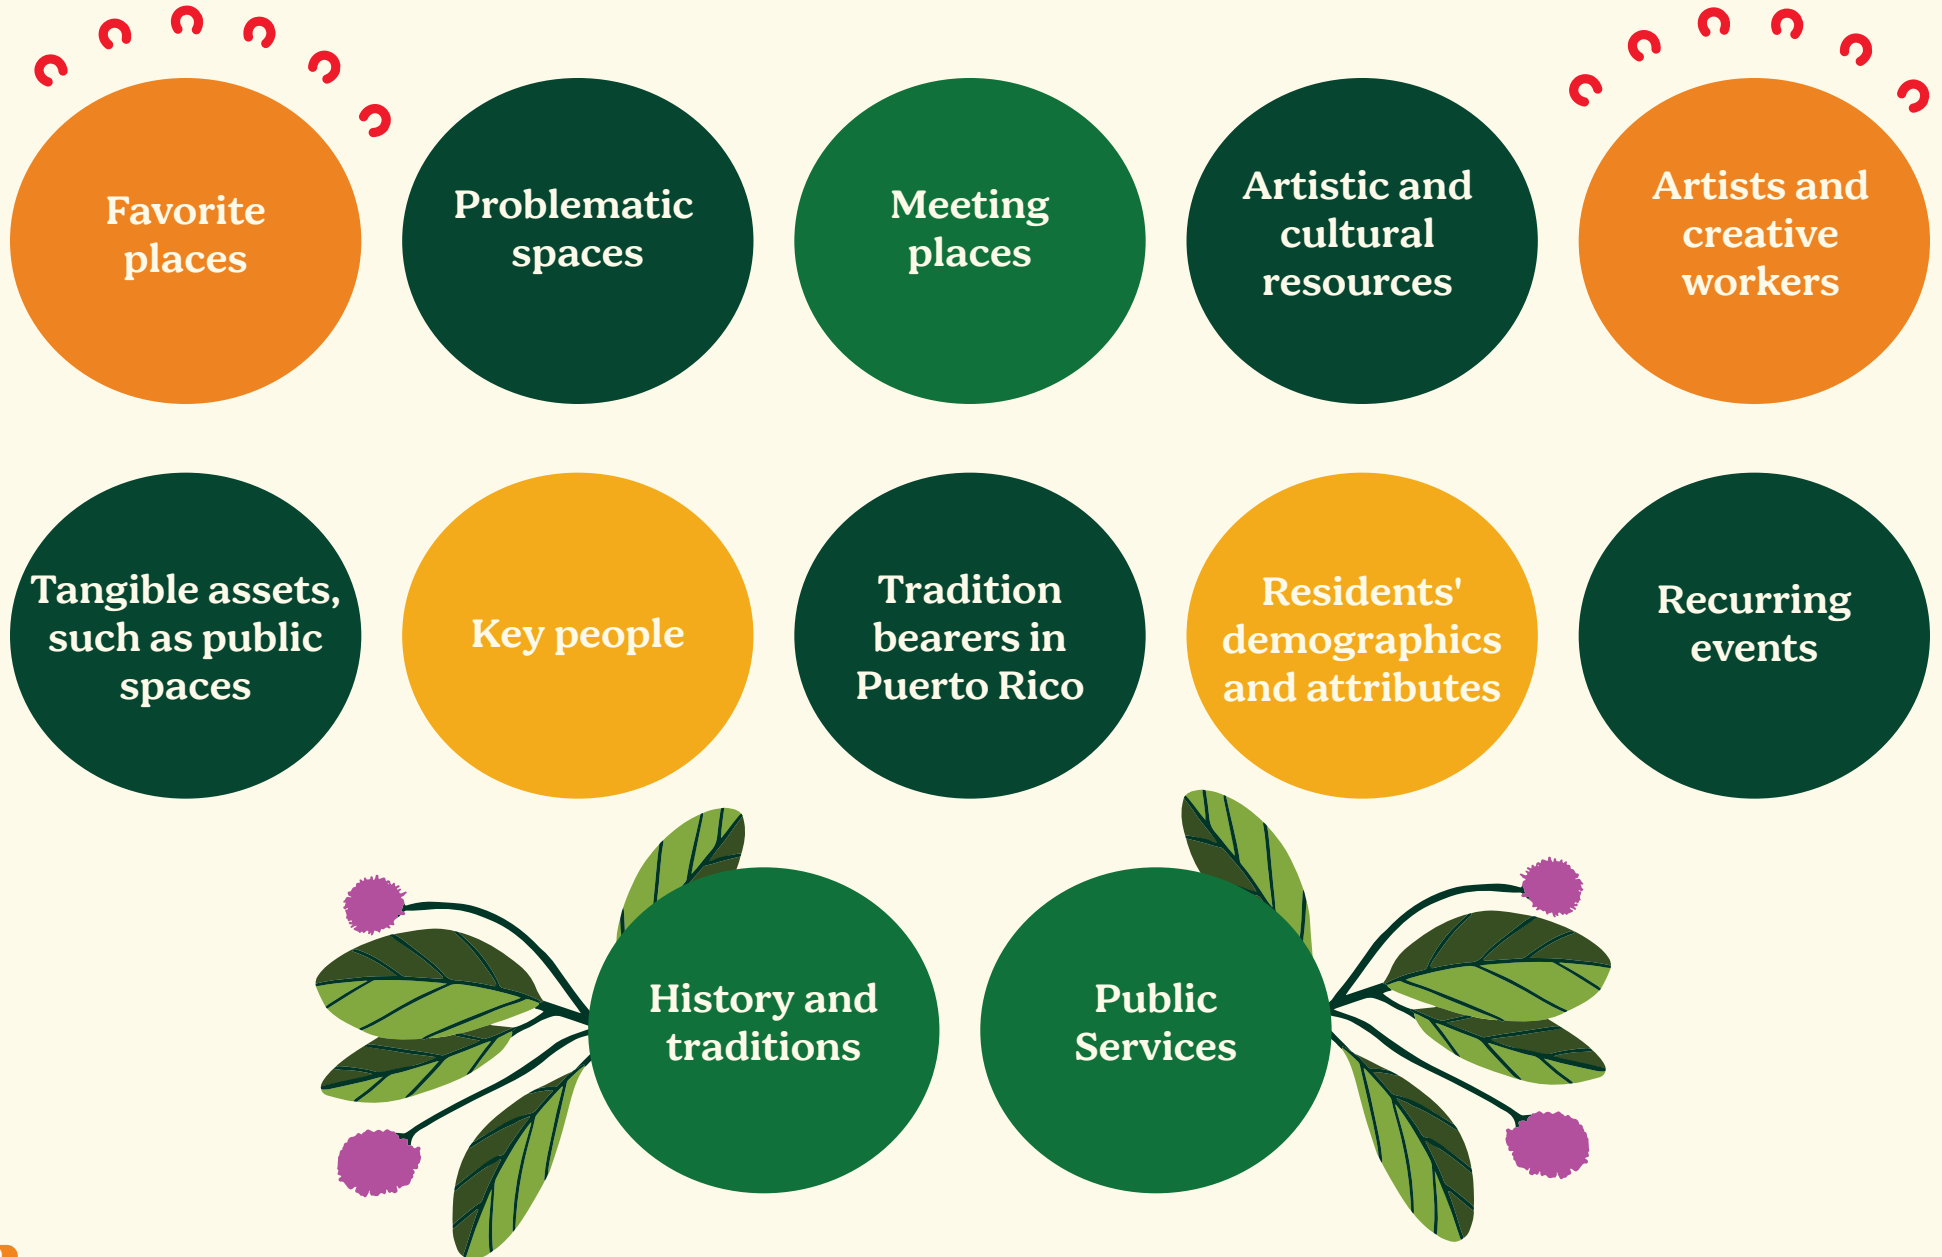 Favorite
places
Problematic
spaces
Meeting
places
Artistic and
cultural
resources
Artists and
creative
workers
Tangible assets,
such as public
spaces
Key people
Tradition
bearers in
Puerto Rico
Residents'
demographics
and attributes
Recurring
events
History and
traditions
Public
Services